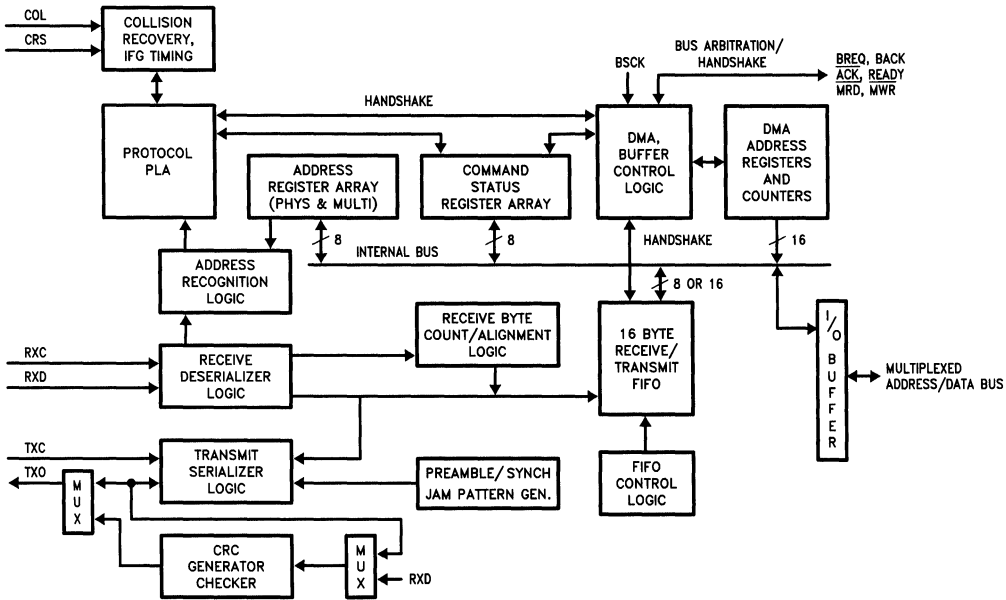 COL
CRS
COLLISION
RECOVERY,
IFG TIMING
BUS ARBITRATION/
HANDSHAKE
BSCK
BREQ, BACK
ACK, READY
MRD, MWR
HANDSHAKE
PROTOCOL
PLA
ADDRESS
REGISTER ARRAY
(PHYS & MULTI)
COMMAND
STATUS
REGISTER ARRAY
DMA,
BUFFER
CONTROL
LOGIC
DMA
ADDRESS
REGISTERS
AND
COUNTERS
8
8
HANDSHAKE
16
INTERNAL BUS
8 OR 16
ADDRESS
RECOGNITION
LOGIC
RECEIVE BYTE
COUNT/ALIGNMENT
LOGIC
16 BYTE
RECEIVE/
TRANSMIT
FIFO
I/O BUFFER
MULTIPLEXED
ADDRESS/DATA BUS
RXC
RXD
RECEIVE
DESERIALIZER
LOGIC
TXC
TXO
MUX
TRANSMIT
SERIALIZER
LOGIC
PREAMBLE/ SYNCH
JAM PATTERN GEN.
FIFO
CONTROL
LOGIC
CRC
GENERATOR
CHECKER
MUX
RXD